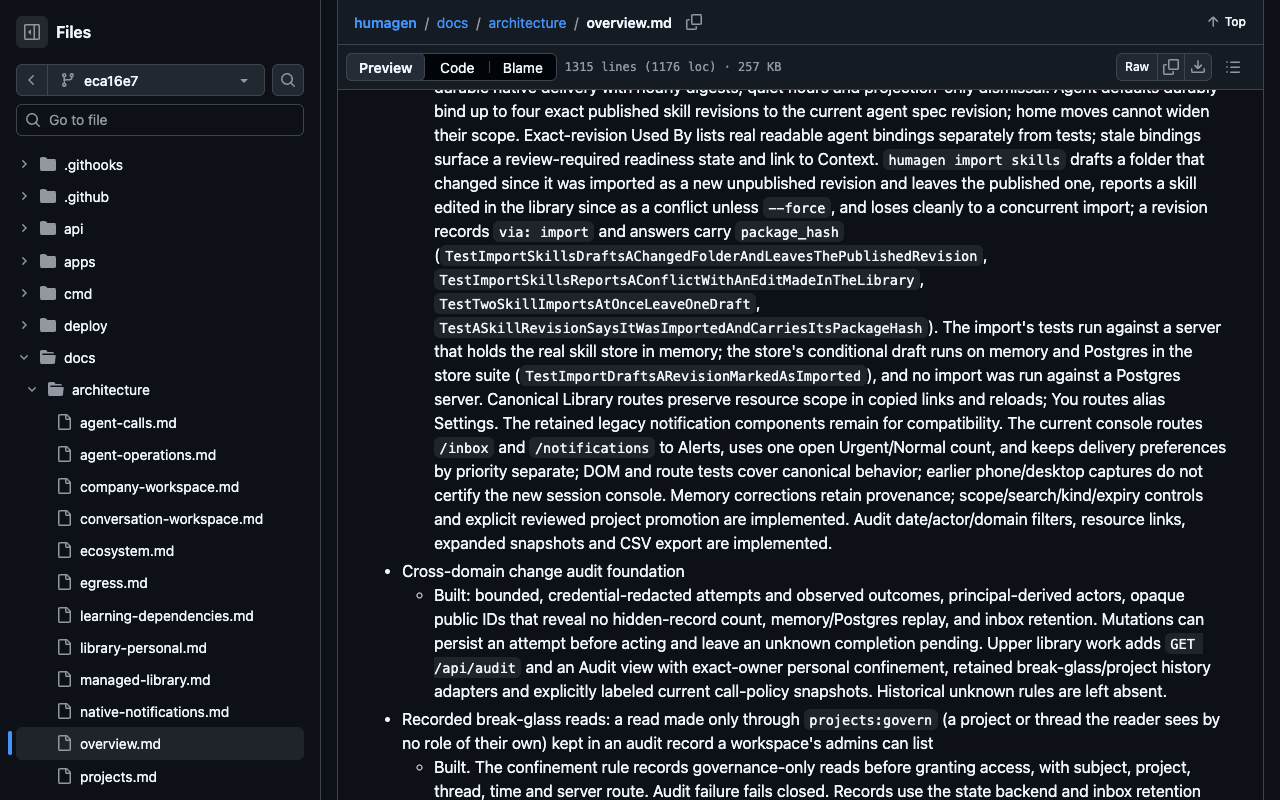 Files
humagen / docs / architecture / overview.md
Top
eca16e7
Preview
Code
Blame
1315 lines (1176 loc) · 257 KB
Raw
Go to file
.githooks
.github
api
apps
cmd
deploy
docs
architecture
agent-calls.md
agent-operations.md
company-workspace.md
conversation-workspace.md
ecosystem.md
egress.md
learning-dependencies.md
library-personal.md
managed-library.md
native-notifications.md
overview.md
projects.md
durable native delivery with hourly digests, quiet hours and projection-only dismissal. Agent defaults durably
bind up to four exact published skill revisions to the current agent spec revision; home moves cannot widen
their scope. Exact-revision Used By lists real readable agent bindings separately from tests; stale bindings
surface a review-required readiness state and link to Context. humagen import skills drafts a folder that
changed since it was imported as a new unpublished revision and leaves the published one, reports a skill
edited in the library since as a conflict unless --force, and loses cleanly to a concurrent import; a revision
records via: import and answers carry package_hash
(TestImportSkillsDraftsAChangedFolderAndLeavesThePublishedRevision,
TestImportSkillsReportsAConflictWithAnEditMadeInTheLibrary,
TestTwoSkillImportsAtOnceLeaveOneDraft,
TestASkillRevisionSaysItWasImportedAndCarriesItsPackageHash). The import's tests run against a server
that holds the real skill store in memory; the store's conditional draft runs on memory and Postgres in the
store suite (TestImportDraftsARevisionMarkedAsImported), and no import was run against a Postgres
server. Canonical Library routes preserve resource scope in copied links and reloads; You routes alias
Settings. The retained legacy notification components remain for compatibility. The current console routes
/inbox and /notifications to Alerts, uses one open Urgent/Normal count, and keeps delivery preferences
by priority separate; DOM and route tests cover canonical behavior; earlier phone/desktop captures do not
certify the new session console. Memory corrections retain provenance; scope/search/kind/expiry controls
and explicit reviewed project promotion are implemented. Audit date/actor/domain filters, resource links,
expanded snapshots and CSV export are implemented.
• Cross-domain change audit foundation
◦ Built: bounded, credential-redacted attempts and observed outcomes, principal-derived actors, opaque
public IDs that reveal no hidden-record count, memory/Postgres replay, and inbox retention. Mutations can
persist an attempt before acting and leave an unknown completion pending. Upper library work adds GET
/api/audit and an Audit view with exact-owner personal confinement, retained break-glass/project history
adapters and explicitly labeled current call-policy snapshots. Historical unknown rules are left absent.
• Recorded break-glass reads: a read made only through projects:govern (a project or thread the reader sees by
no role of their own) kept in an audit record a workspace's admins can list
◦ Built. The confinement rule records governance-only reads before granting access, with subject, project,
thread, time and server route. Audit failure fails closed. Records use the state backend and inbox retention